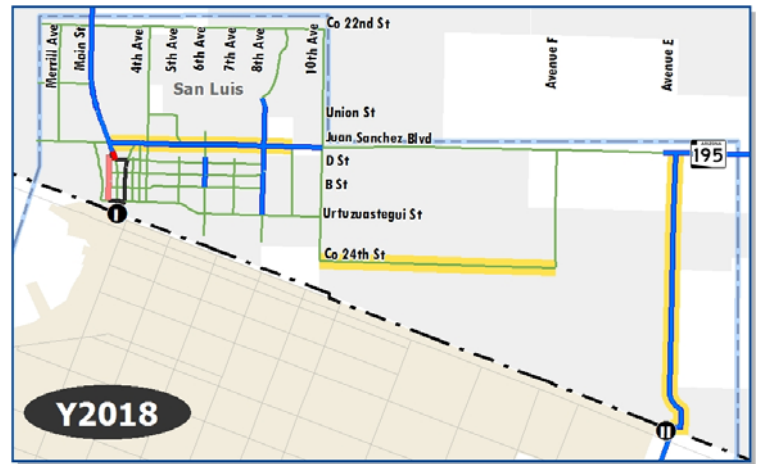 Co 22nd St
Merrill Ave
Main St
4th Ave
5th Ave
6th Ave
7th Ave
8th Ave
10th Ave
Avenue F
Avenue E
San Luis
Union St
Juan Sanchez Blvd
ARIZONA
195
D St
B St
Urtuzuastegui St
Co 24th St
I
II
Y2018